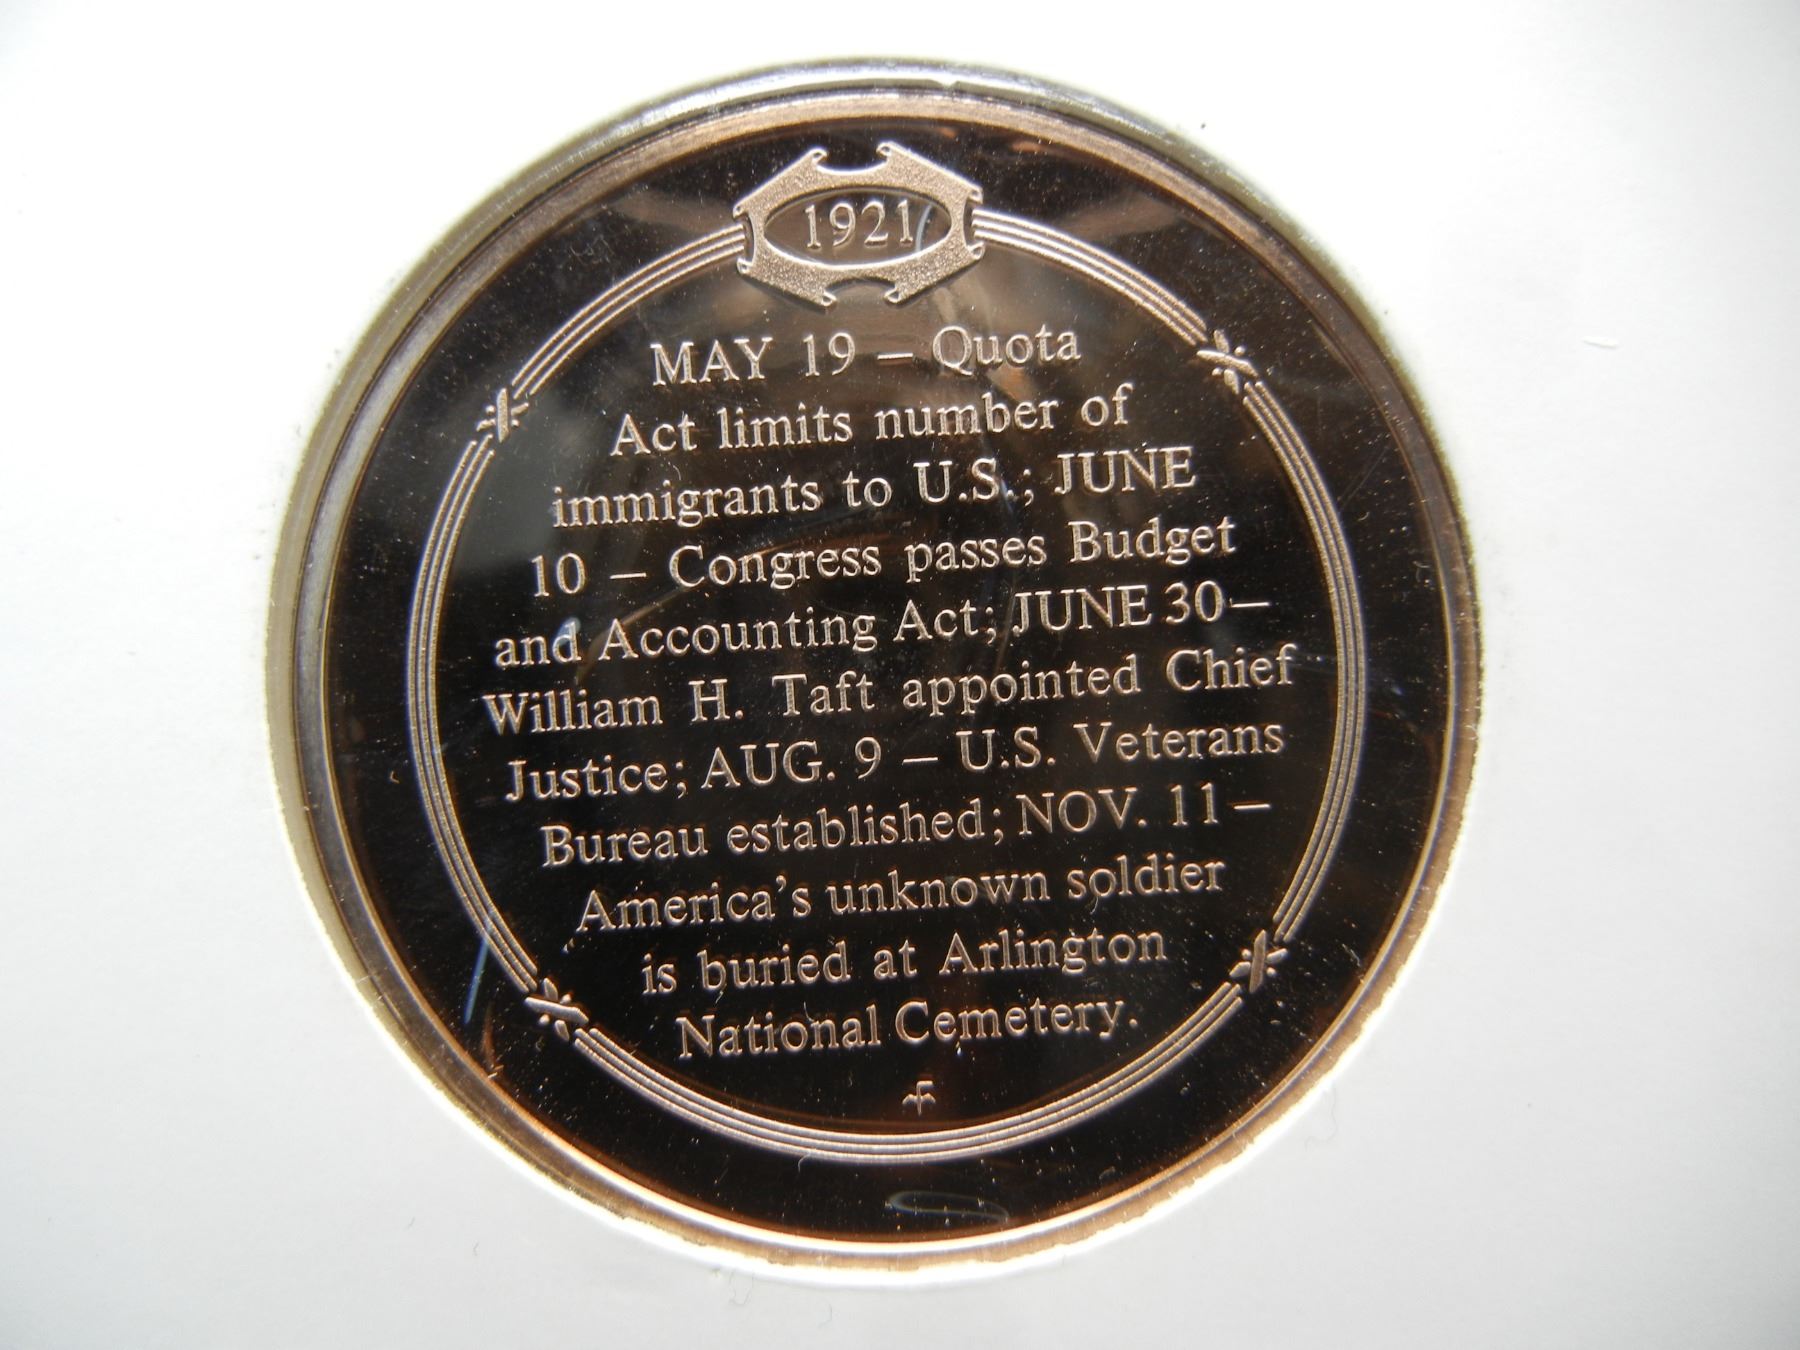 1921
MAY 19 – Quota
Act limits number of
immigrants to U.S.; JUNE
10 – Congress passes Budget
and Accounting Act; JUNE 30–
William H. Taft appointed Chief
Justice; AUG. 9 – U.S. Veterans
Bureau established; NOV. 11–
America's unknown soldier
is buried at Arlington
National Cemetery.